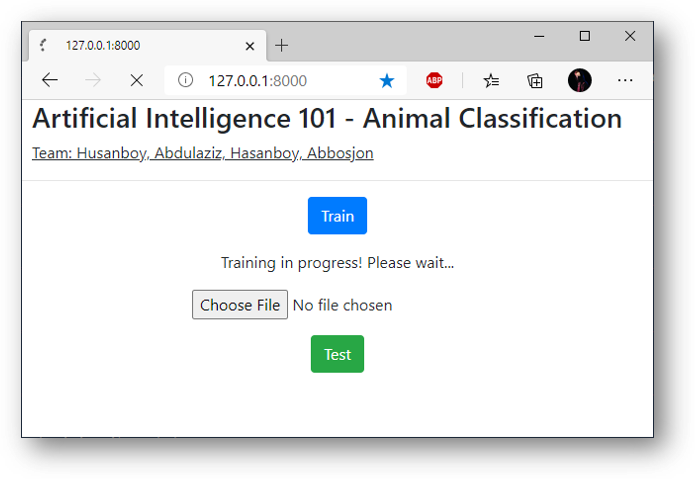 127.0.0.1:8000
127.0.0.1:8000
ABP
Artificial Intelligence 101 - Animal Classification
Team: Husanboy, Abdulaziz, Hasanboy, Abbosjon
Train
Training in progress! Please wait...
Choose File No file chosen
Test